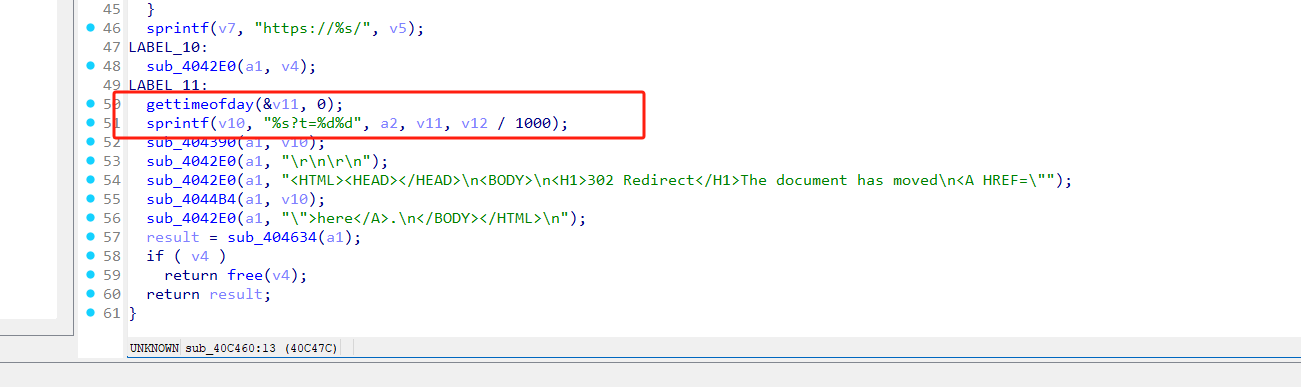 45   }
46   sprintf(v7, "https://%s/", v5);
47 LABEL_10:
48   sub_4042E0(a1, v4);
49 LABEL_11:
50   gettimeofday(&v11, 0);
51   sprintf(v10, "%s?t=%d%d", a2, v11, v12 / 1000);
52   sub_404390(a1, v10);
53   sub_4042E0(a1, "\r\n\r\n");
54   sub_4042E0(a1, "<HTML><HEAD></HEAD>\n<BODY>\n<H1>302 Redirect</H1>The document has moved\n<A HREF=\"");
55   sub_4044B4(a1, v10);
56   sub_4042E0(a1, "\">here</A>.\n</BODY></HTML>\n");
57   result = sub_404634(a1);
58   if ( v4 )
59     return free(v4);
60   return result;
61 }
UNKNOWN sub_40C460:13 (40C47C)